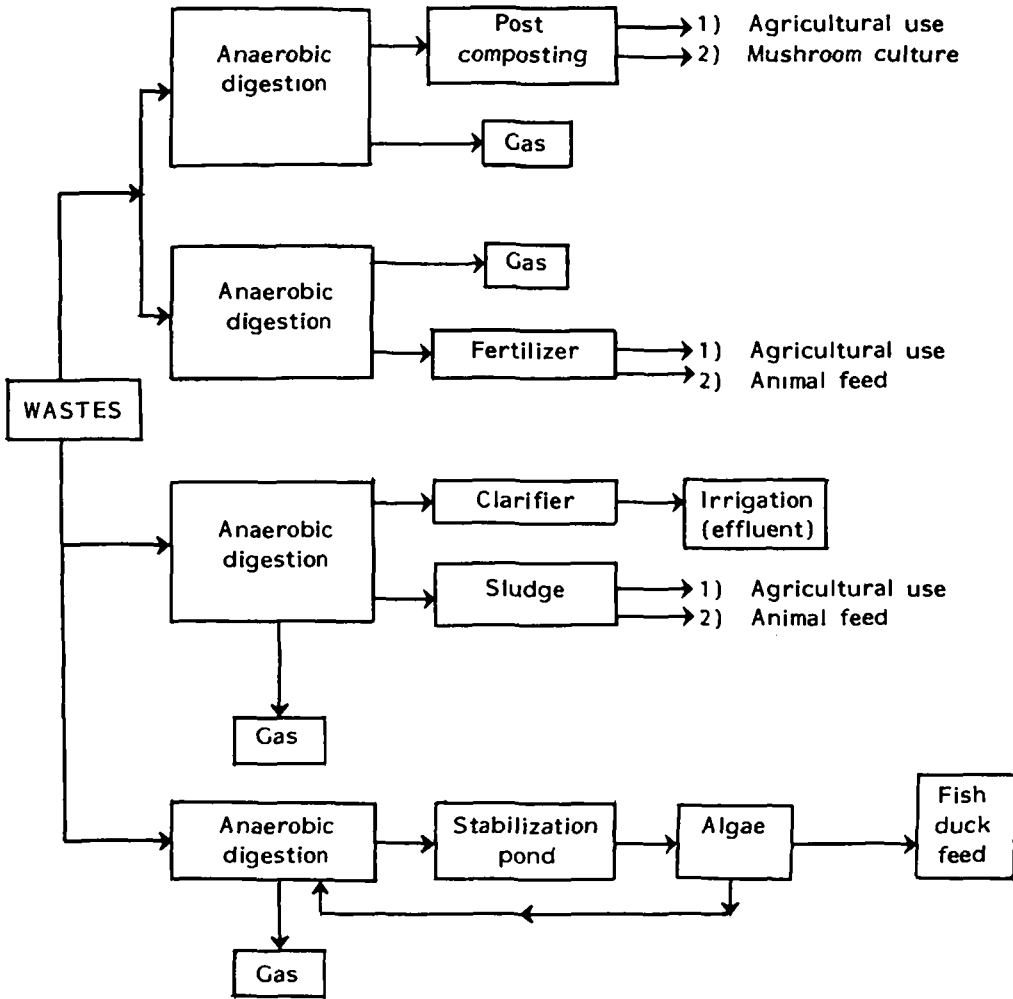 Anaerobic
digestion
Post
composting
1) Agricultural use
2) Mushroom culture
Gas
Anaerobic
digestion
Gas
Fertilizer
1) Agricultural use
2) Animal feed
WASTES
Anaerobic
digestion
Clarifier
Irrigation
(effluent)
Sludge
1) Agricultural use
2) Animal feed
Gas
Anaerobic
digestion
Stabilization
pond
Algae
Fish
duck
feed
Gas